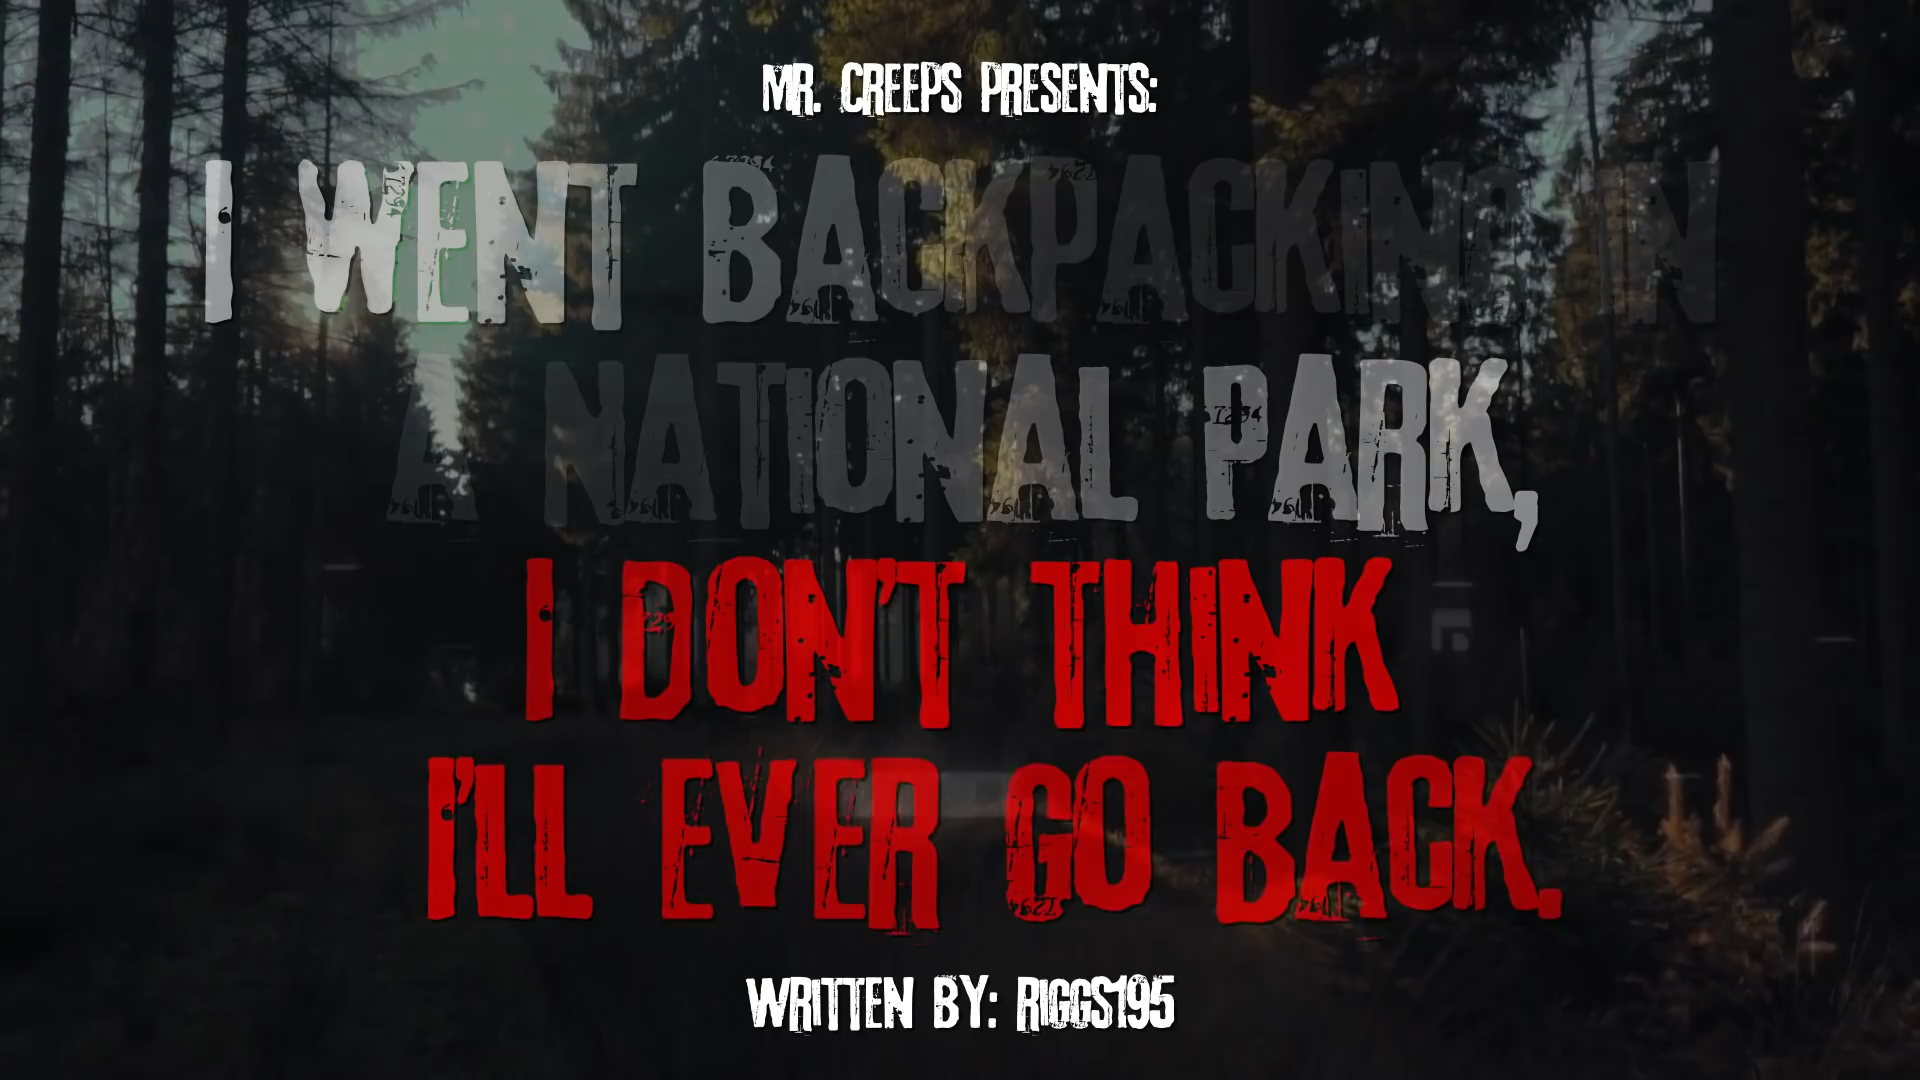 MR. CREEPS PRESENTS:
I WENT BACKPACKING IN
A NATIONAL PARK,
I DON'T THINK
I'LL EVER GO BACK.
WRITTEN BY: RIGGS195